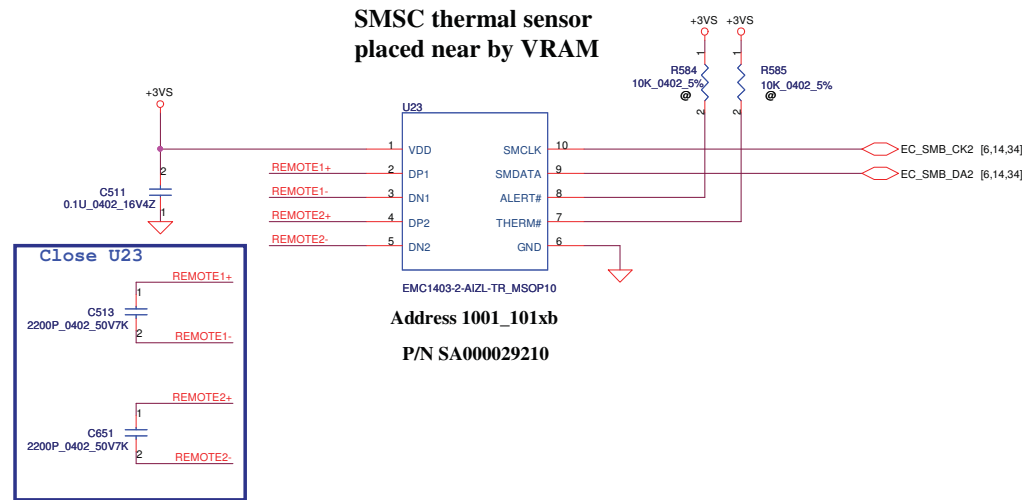 SMSC thermal sensor
placed near by VRAM
+3VS +3VS
1 1
R584
10K_0402_5%
@
R585
10K_0402_5%
@
2 2
+3VS
2
C511
0.1U_0402_16V4Z
1
U23
1 VDD
REMOTE1+ 2 DP1
REMOTE1- 3 DN1
REMOTE2+ 4 DP2
REMOTE2- 5 DN2
SMCLK 10 EC_SMB_CK2 [6,14,34]
SMDATA 9 EC_SMB_DA2 [6,14,34]
ALERT# 8
THERM# 7
GND 6
EMC1403-2-AIZL-TR_MSOP10
Address 1001_101xb
P/N SA000029210
Close U23
REMOTE1+
1
C513
2200P_0402_50V7K
2
REMOTE1-
REMOTE2+
1
C651
2200P_0402_50V7K
2
REMOTE2-